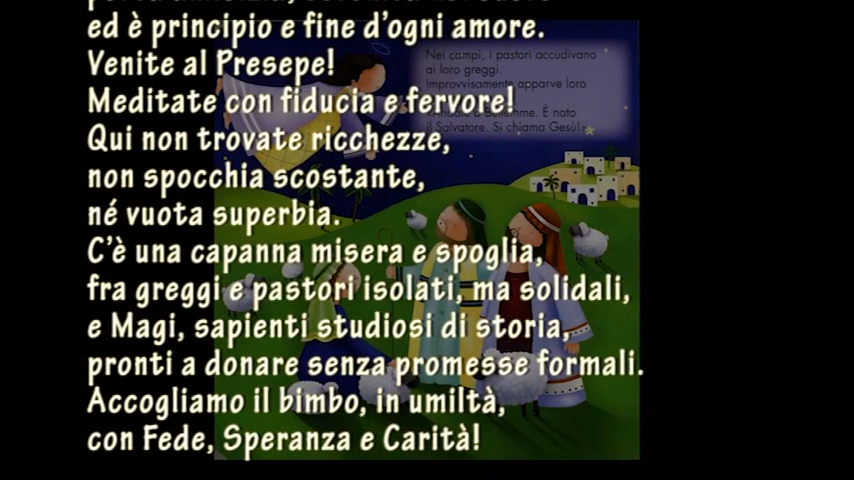 ed è principio e fine d'ogni amore.
Venite al Presepe!
Meditate con fiducia e fervore!
Qui non trovate ricchezze,
non spocchia scostante,
né vuota superbia.
C'è una capanna misera e spoglia,
fra greggi e pastori isolati, ma solidali,
e Magi, sapienti studiosi di storia,
pronti a donare senza promesse formali.
Accogliamo il bimbo, in umiltà,
con Fede, Speranza e Carità!
Nei campi, i pastori accudivano
ai loro greggi.
Improvvisamente apparve loro
È nato
il Salvatore. Si chiama Gesù!»